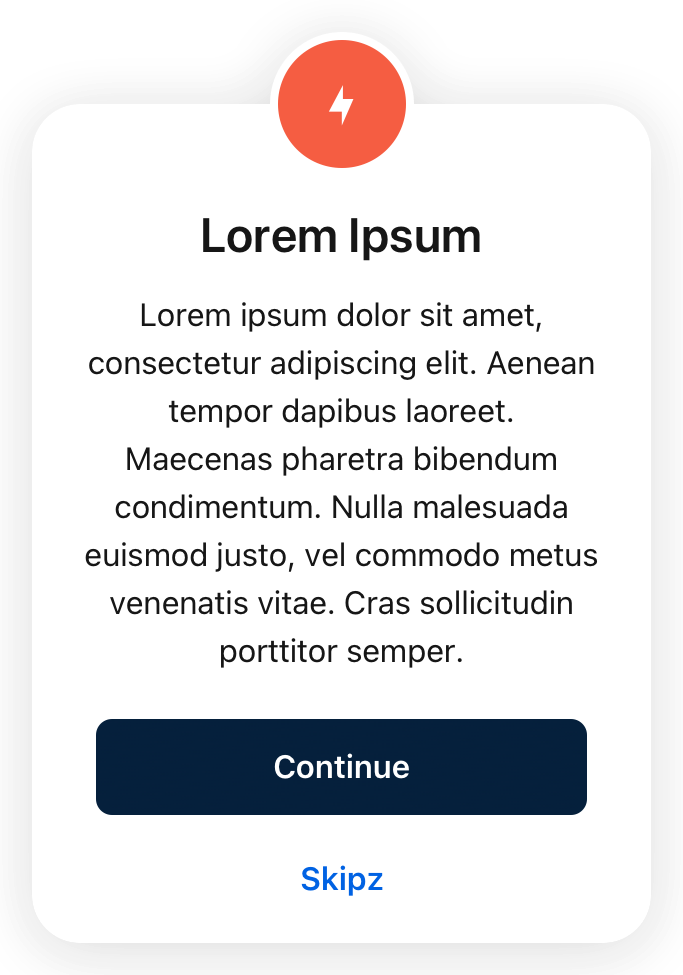 Lorem Ipsum
Lorem ipsum dolor sit amet,
consectetur adipiscing elit. Aenean
tempor dapibus laoreet.
Maecenas pharetra bibendum
condimentum. Nulla malesuada
euismod justo, vel commodo metus
venenatis vitae. Cras sollicitudin
porttitor semper.
Continue
Skipz